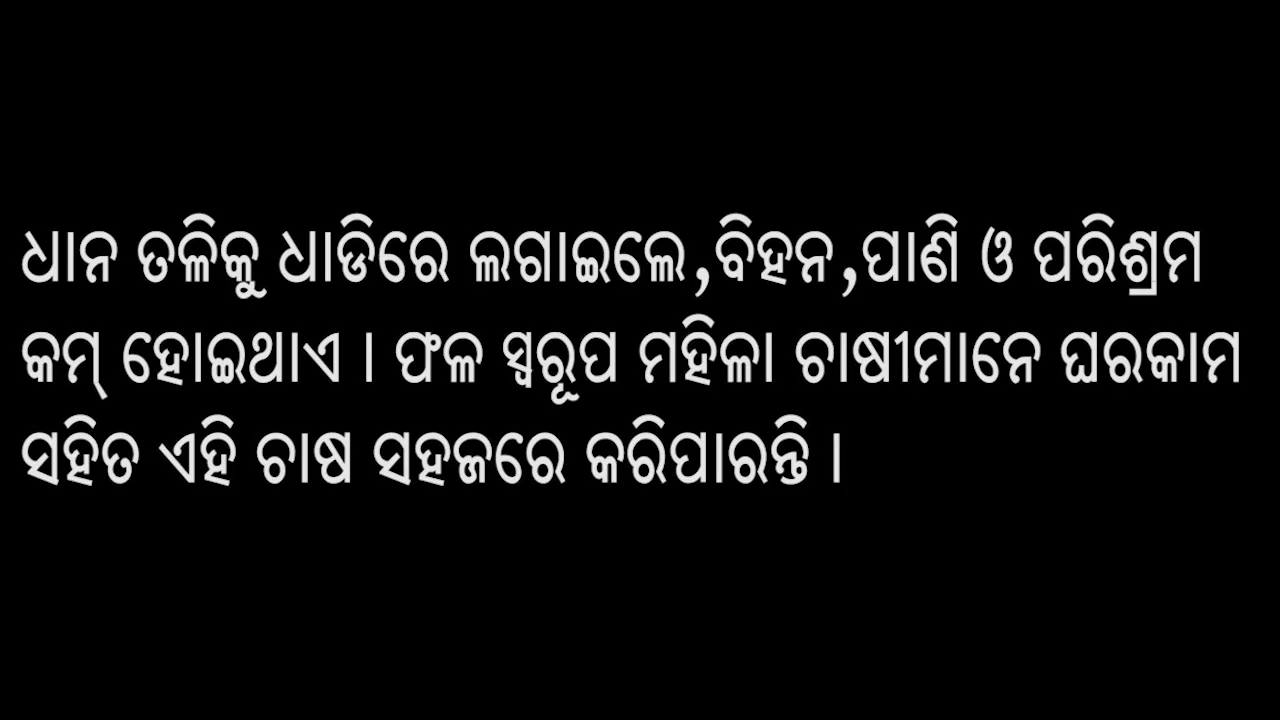 ଧାନ ତଳିକୁ ଧାଡିରେ ଲଗାଇଲେ,ବିହନ,ପାଣି ଓ ପରିଶ୍ରମ
କମ୍ ହୋଇଥାଏ । ଫଳ ସ୍ୱରୂପ ମହିଳା ଚାଷୀମାନେ ଘରକାମ
ସହିତ ଏହି ଚାଷ ସହଜରେ କରିପାରନ୍ତି ।